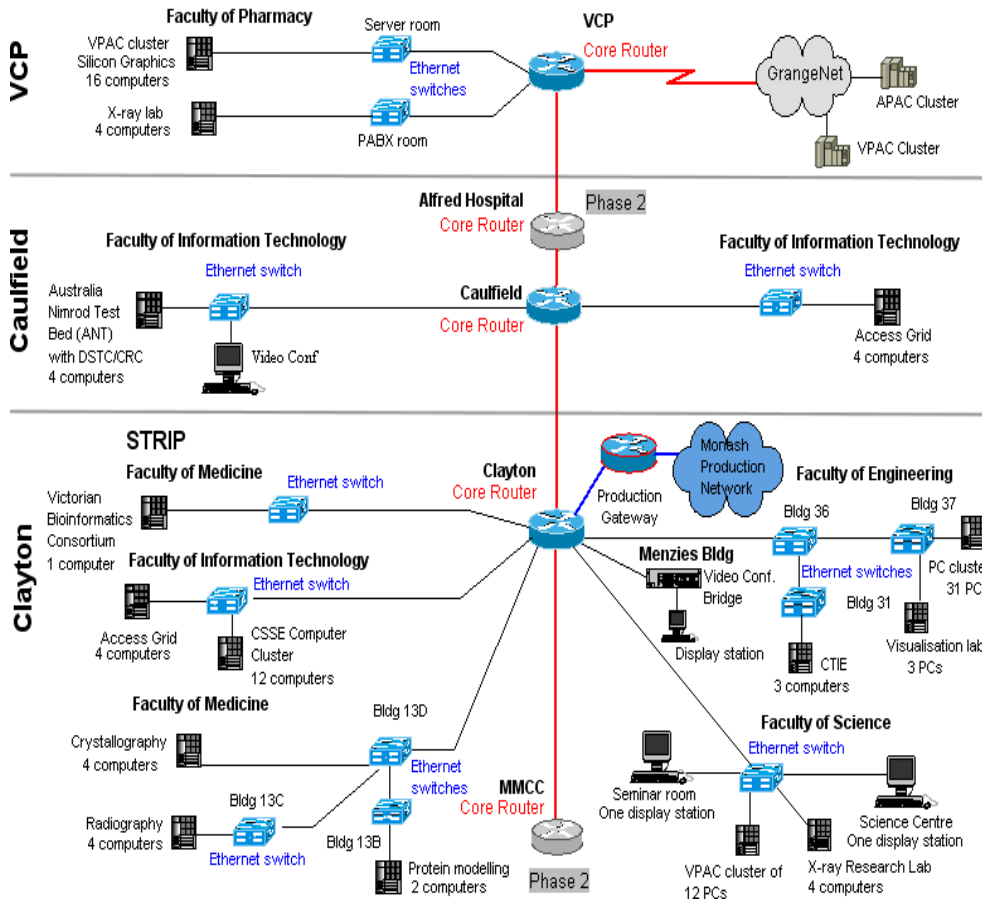 VCP
Faculty of Pharmacy
VPAC cluster
Silicon Graphics
16 computers
Server room
Ethernet
switches
X-ray lab
4 computers
PABX room
VCP
Core Router
GrangeNet
APAC Cluster
VPAC Cluster
Caulfield
Alfred Hospital
Core Router
Phase 2
Faculty of Information Technology
Ethernet switch
Australia
Nimrod Test
Bed (ANT)
with DSTC/CRC
4 computers
Video Conf
Caulfield
Core Router
Faculty of Information Technology
Ethernet switch
Access Grid
4 computers
Clayton
STRIP
Faculty of Medicine
Ethernet switch
Victorian
Bioinformatics
Consortium
1 computer
Clayton
Core Router
Production
Gateway
Monash
Production
Network
Faculty of Engineering
Bldg 36
Bldg 37
Ethernet switches
PC cluster
31 PC
Bldg 31
CTIE
3 computers
Visualisation lab
3 PCs
Menzies Bldg
Video Conf.
Bridge
Display station
Faculty of Information Technology
Ethernet switch
Access Grid
4 computers
CSSE Computer
Cluster
12 computers
Faculty of Medicine
Bldg 13D
Crystallography
4 computers
Ethernet
switches
Bldg 13C
Radiography
4 computers
Ethernet switch
Bldg 13B
Protein modelling
2 computers
MMCC
Core Router
Phase 2
Faculty of Science
Ethernet switch
Seminar room
One display station
Science Centre
One display station
VPAC cluster of
12 PCs
X-ray Research Lab
4 computers